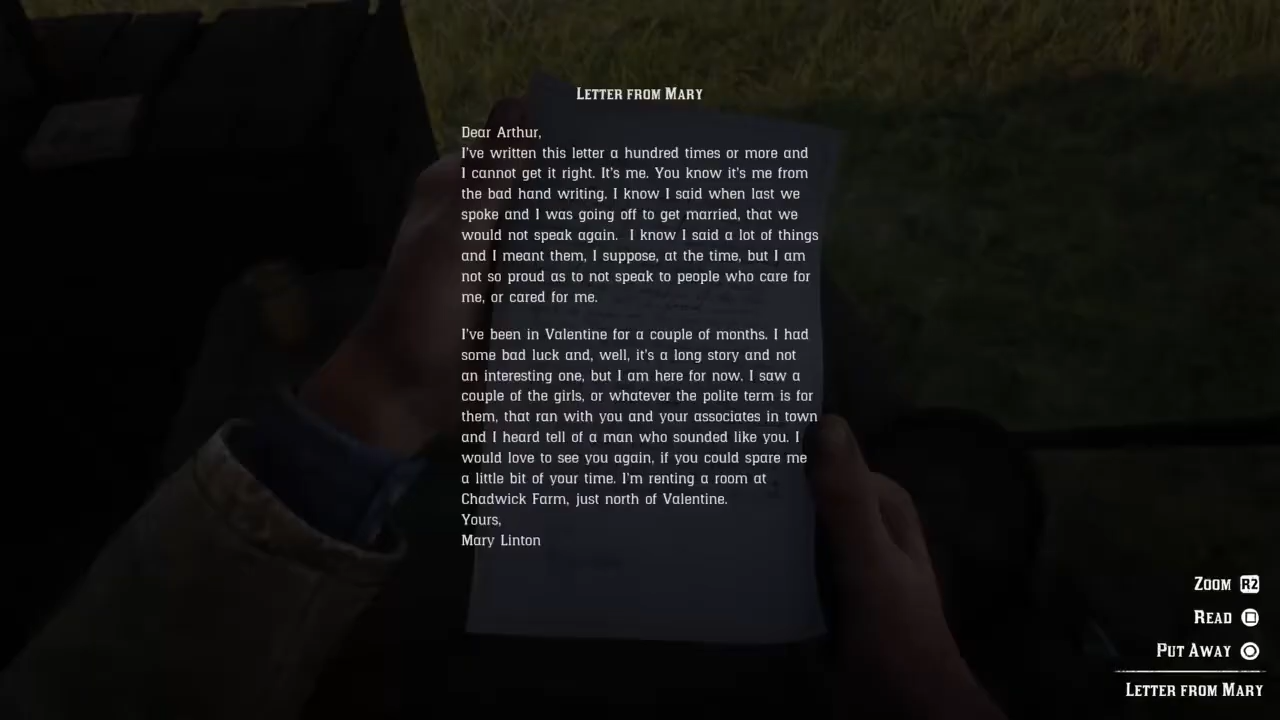 Letter from Mary
Dear Arthur,
I've written this letter a hundred times or more and
I cannot get it right. It's me. You know it's me from
the bad hand writing. I know I said when last we
spoke and I was going off to get married, that we
would not speak again.  I know I said a lot of things
and I meant them, I suppose, at the time, but I am
not so proud as to not speak to people who care for
me, or cared for me.
I've been in Valentine for a couple of months. I had
some bad luck and, well, it's a long story and not
an interesting one, but I am here for now. I saw a
couple of the girls, or whatever the polite term is for
them, that ran with you and your associates in town
and I heard tell of a man who sounded like you. I
would love to see you again, if you could spare me
a little bit of your time. I'm renting a room at
Chadwick Farm, just north of Valentine.
Yours,
Mary Linton
Zoom R2
Read
Put Away
Letter from Mary